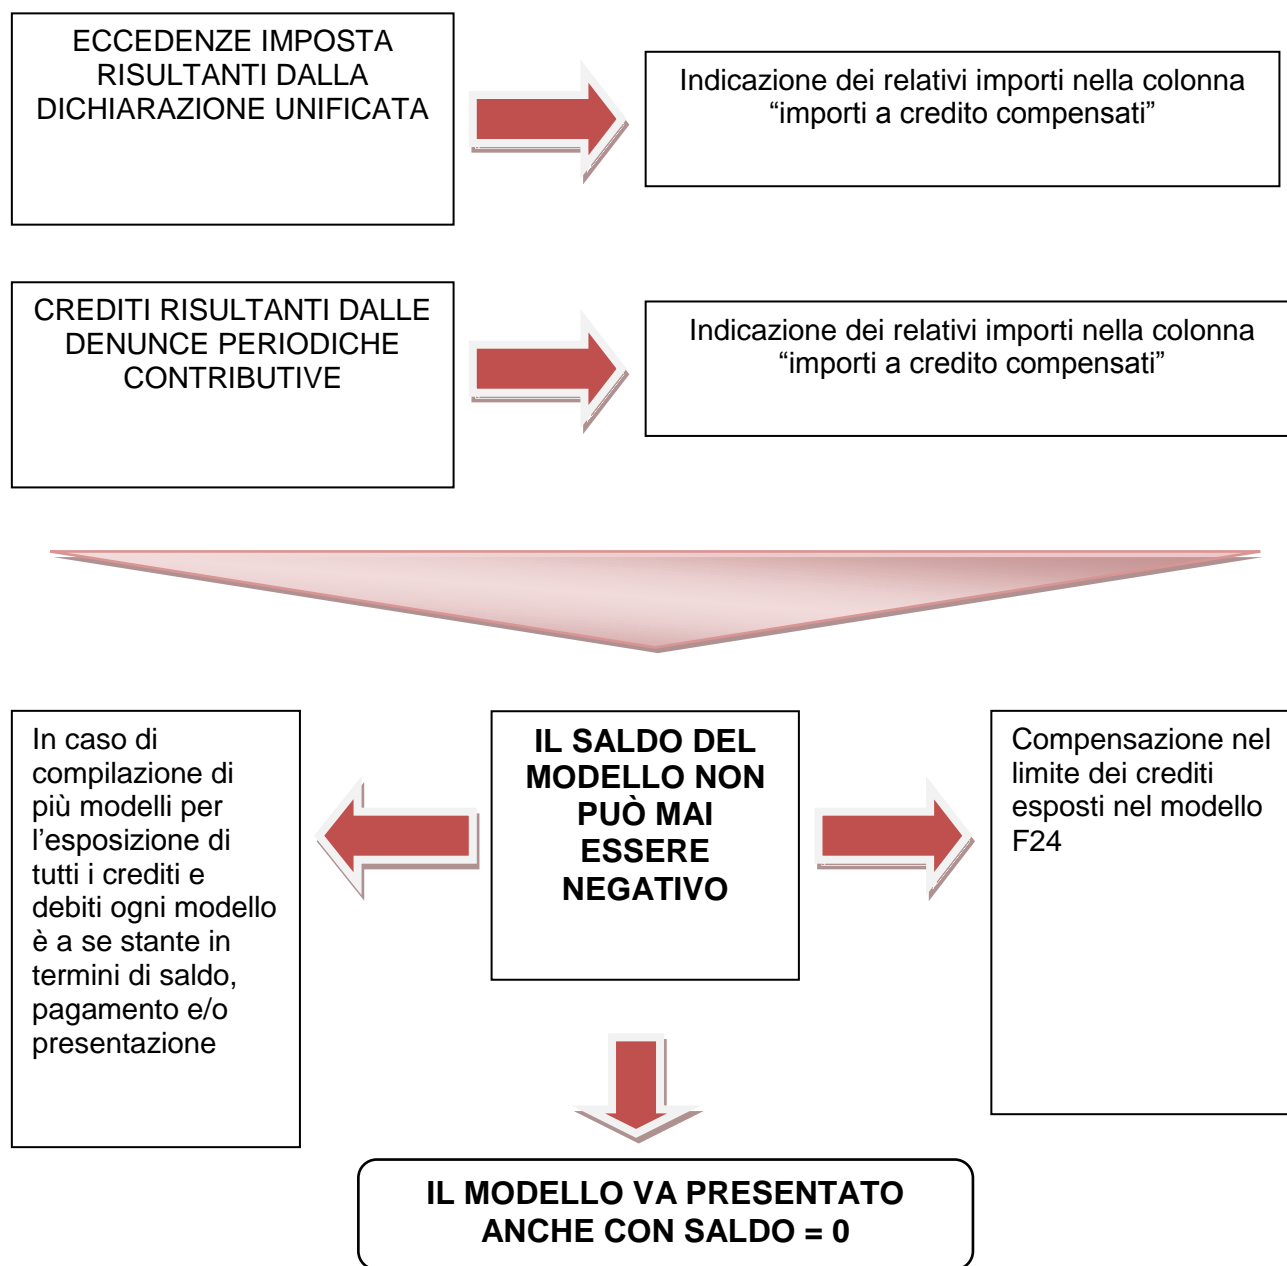 ECCEDENZE IMPOSTA
RISULTANTI DALLA
DICHIARAZIONE UNIFICATA
Indicazione dei relativi importi nella colonna
“importi a credito compensati”
CREDITI RISULTANTI DALLE
DENUNCE PERIODICHE
CONTRIBUTIVE
Indicazione dei relativi importi nella colonna
“importi a credito compensati”
In caso di
compilazione di
più modelli per
l’esposizione di
tutti i crediti e
debiti ogni modello
è a se stante in
termini di saldo,
pagamento e/o
presentazione
IL SALDO DEL
MODELLO NON
PUÒ MAI
ESSERE
NEGATIVO
Compensazione nel
limite dei crediti
esposti nel modello
F24
IL MODELLO VA PRESENTATO
ANCHE CON SALDO = 0